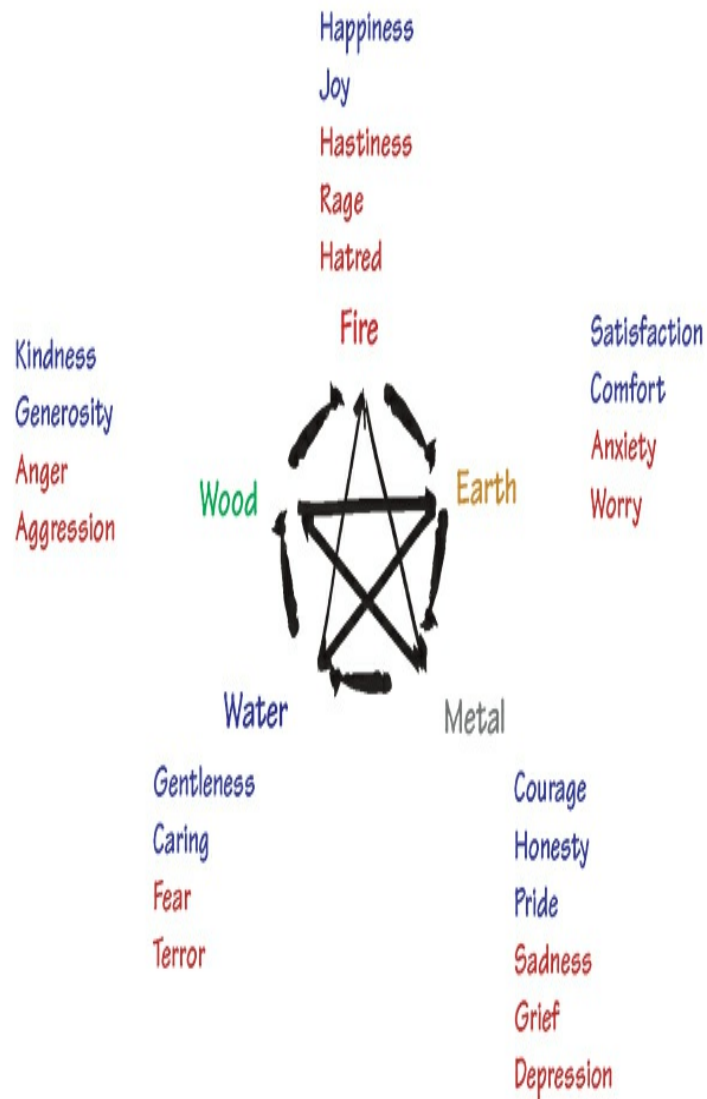 Happiness
Joy
Hastiness
Rage
Hatred
Fire
Kindness
Generosity
Anger
Aggression
Wood
Earth
Satisfaction
Comfort
Anxiety
Worry
Water
Gentleness
Caring
Fear
Terror
Metal
Courage
Honesty
Pride
Sadness
Grief
Depression